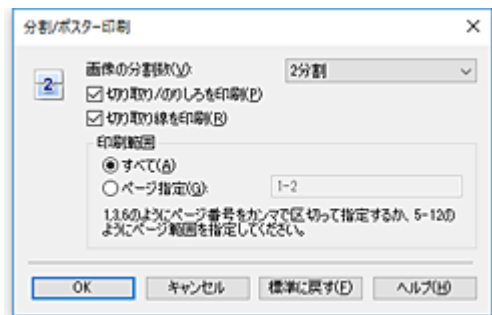 分割/ポスター印刷
画像の分割数(V): 2分割
2
切り取り/のりしろを印刷(P)
切り取り線を印刷(R)
印刷範囲
すべて(A)
ページ指定(G): 1-2
1,3,6のようにページ番号をカンマで区切って指定するか、5-12の
ようにページ範囲を指定してください。
OK キャンセル 標準に戻す(F) ヘルプ(H)